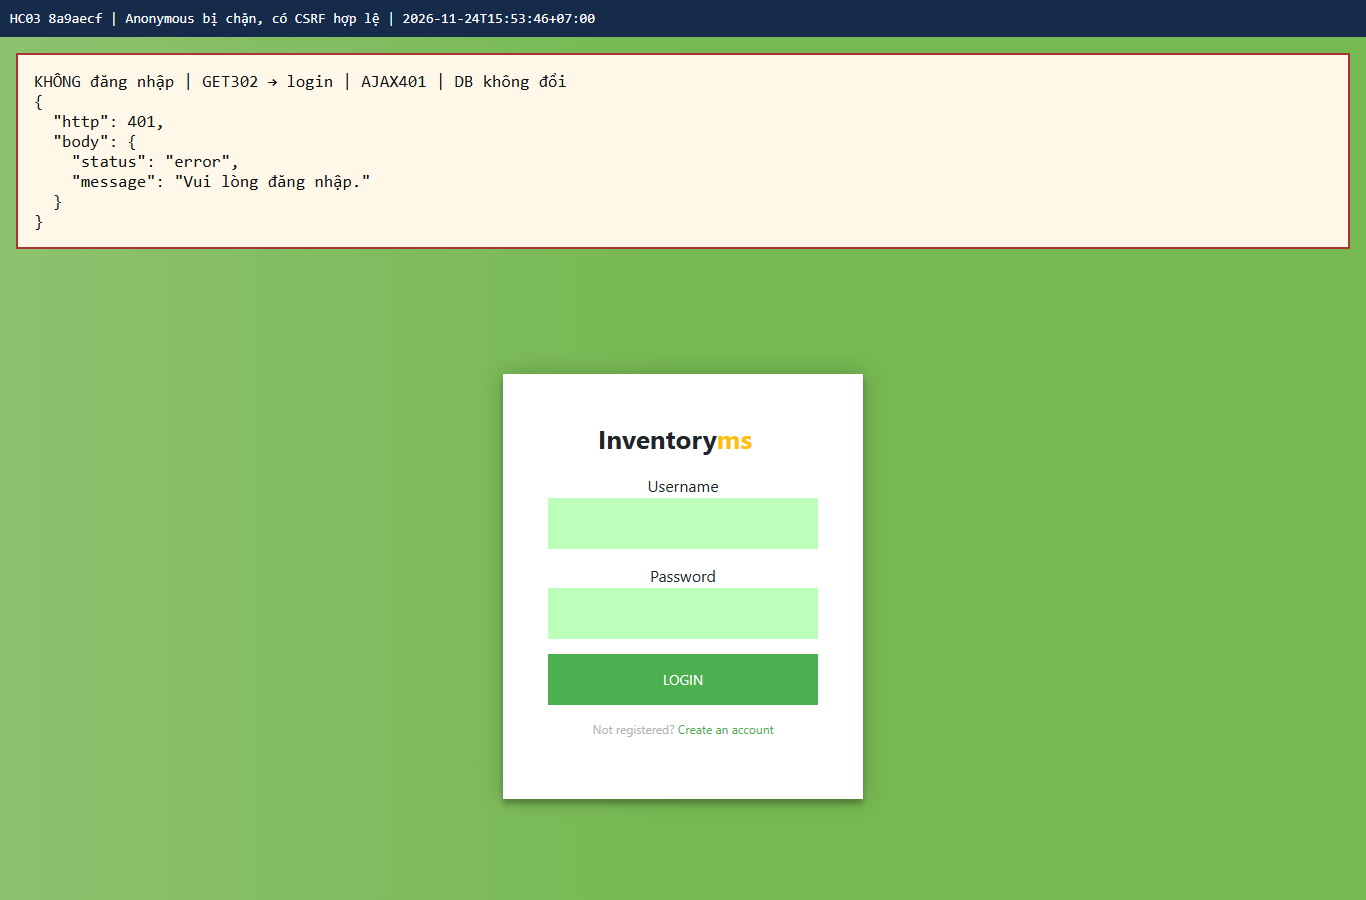 HC03 8a9aecf | Anonymous bị chặn, có CSRF hợp lệ | 2026-11-24T15:53:46+07:00
KHÔNG đăng nhập | GET302 → login | AJAX401 | DB không đổi
{
  "http": 401,
  "body": {
    "status": "error",
    "message": "Vui lòng đăng nhập."
  }
}
Inventoryms
Username
Password
LOGIN
Not registered? Create an account